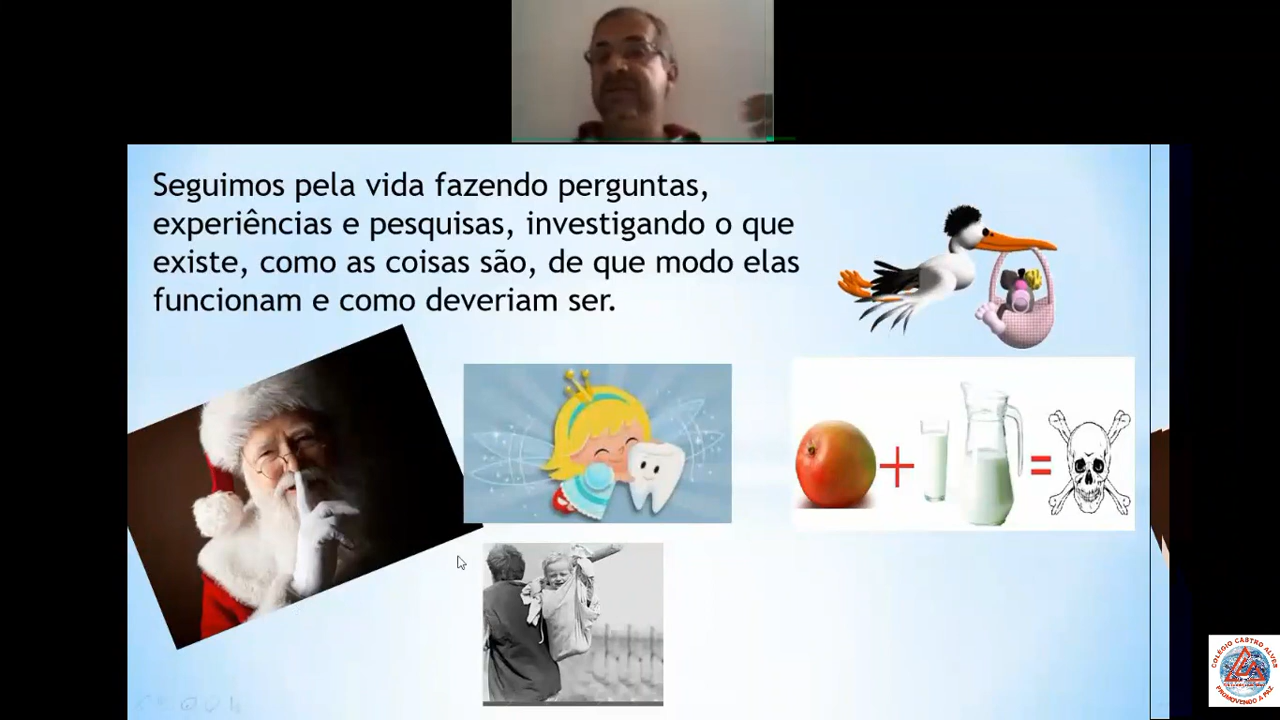 Seguimos pela vida fazendo perguntas,
experiências e pesquisas, investigando o que
existe, como as coisas são, de que modo elas
funcionam e como deveriam ser.
+
=
COLÉGIO CASTRO ALVES
PROMOVENDO A PAZ